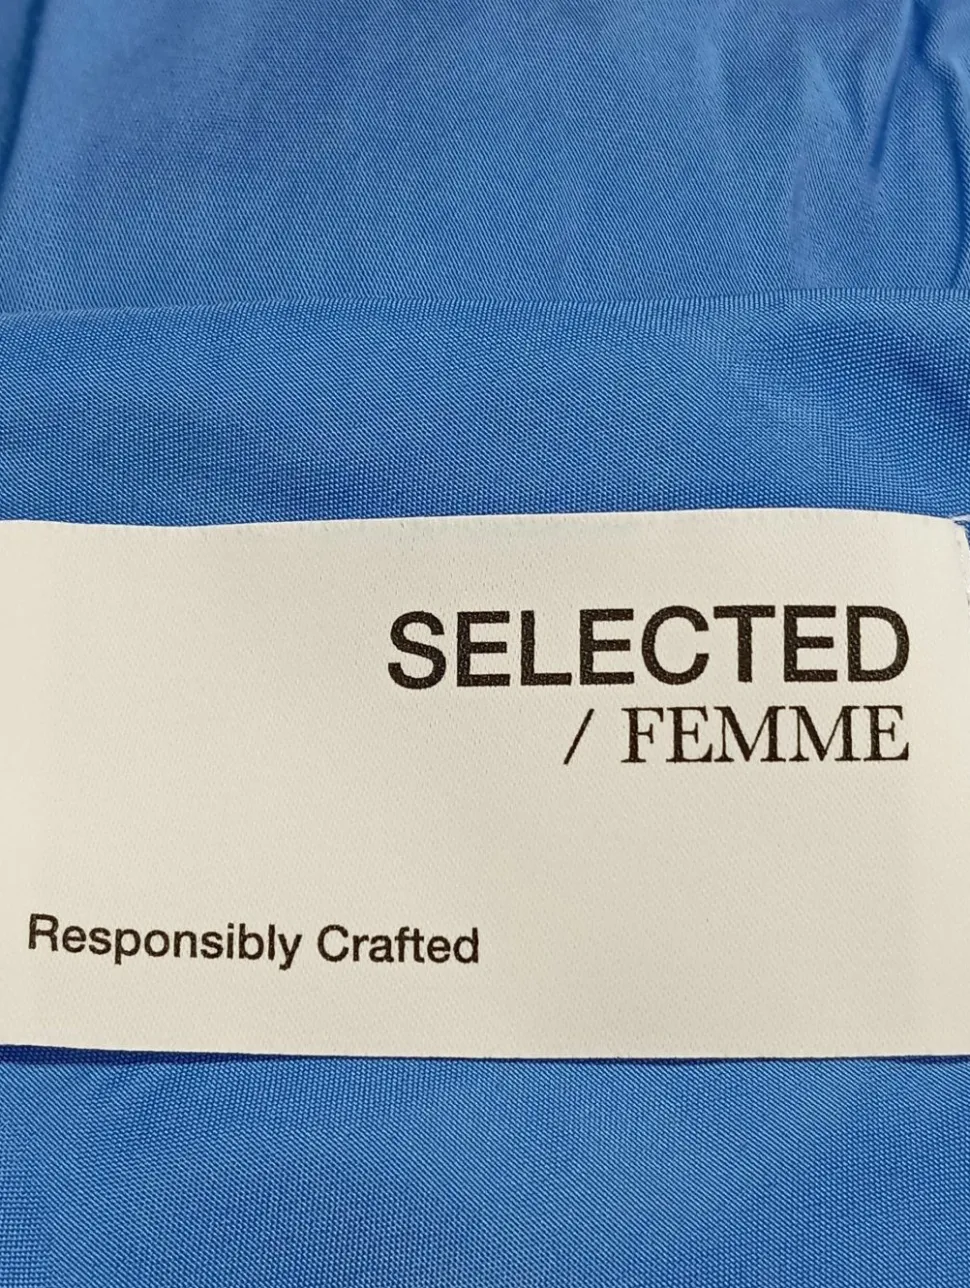 SELECTED
/ FEMME
Responsibly Crafted